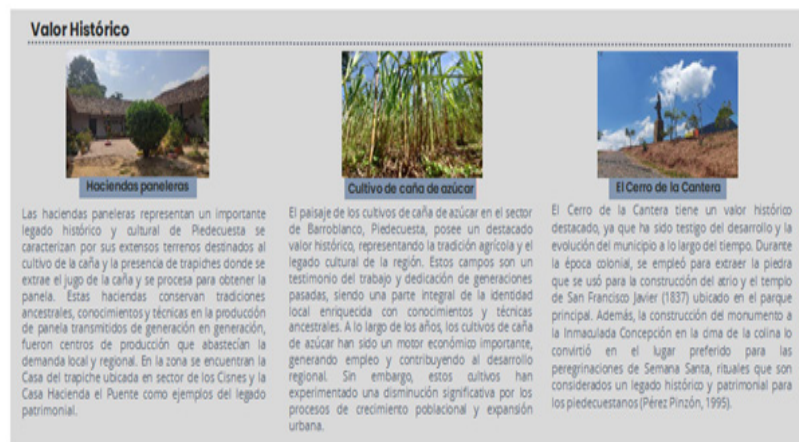 Valor Histórico
Haciendas paneleras
Las haciendas paneleras representan un importante
legado histórico y cultural de Piedecuesta se
caracterizan por sus extensos terrenos destinados al
cultivo de la caña y la presencia de trapiches donde se
extrae el jugo de la caña y se procesa para obtener la
panela. Estas haciendas conservan tradiciones
ancestrales, conocimientos y técnicas en la producción
de panela transmitidos de generación en generación,
fueron centros de producción que abastecían la
demanda local y regional. En la zona se encuentran la
Casa del trapiche ubicada en sector de los Cisnes y la
Casa Hacienda el Puente como ejemplos del legado
patrimonial.
Cultivo de caña de azúcar
El paisaje de los cultivos de caña de azúcar en el sector
de Barroblanco, Piedecuesta, posee un destacado
valor histórico, representando la tradición agrícola y el
legado cultural de la región. Estos campos son un
testimonio del trabajo y dedicación de generaciones
pasadas, siendo una parte integral de la identidad
local enriquecida con conocimientos y técnicas
ancestrales. A lo largo de los años, los cultivos de caña
de azúcar han sido un motor económico importante,
generando empleo y contribuyendo al desarrollo
regional. Sin embargo, estos cultivos han
experimentado una disminución significativa por los
procesos de crecimiento poblacional y expansión
urbana.
El Cerro de la Cantera
El Cerro de la Cantera tiene un valor histórico
destacado, ya que ha sido testigo del desarrollo y la
evolución del municipio a lo largo del tiempo. Durante
la época colonial, se empleó para extraer la piedra
que se usó para la construcción del atrio y el templo
de San Francisco Javier (1837) ubicado en el parque
principal. Además, la construcción del monumento a
la Inmaculada Concepción en la cima de la colina lo
convirtió en el lugar preferido para las
peregrinaciones de Semana Santa, rituales que son
considerados un legado histórico y patrimonial para
los piedecuestanos (Pérez Pinzón, 1995).